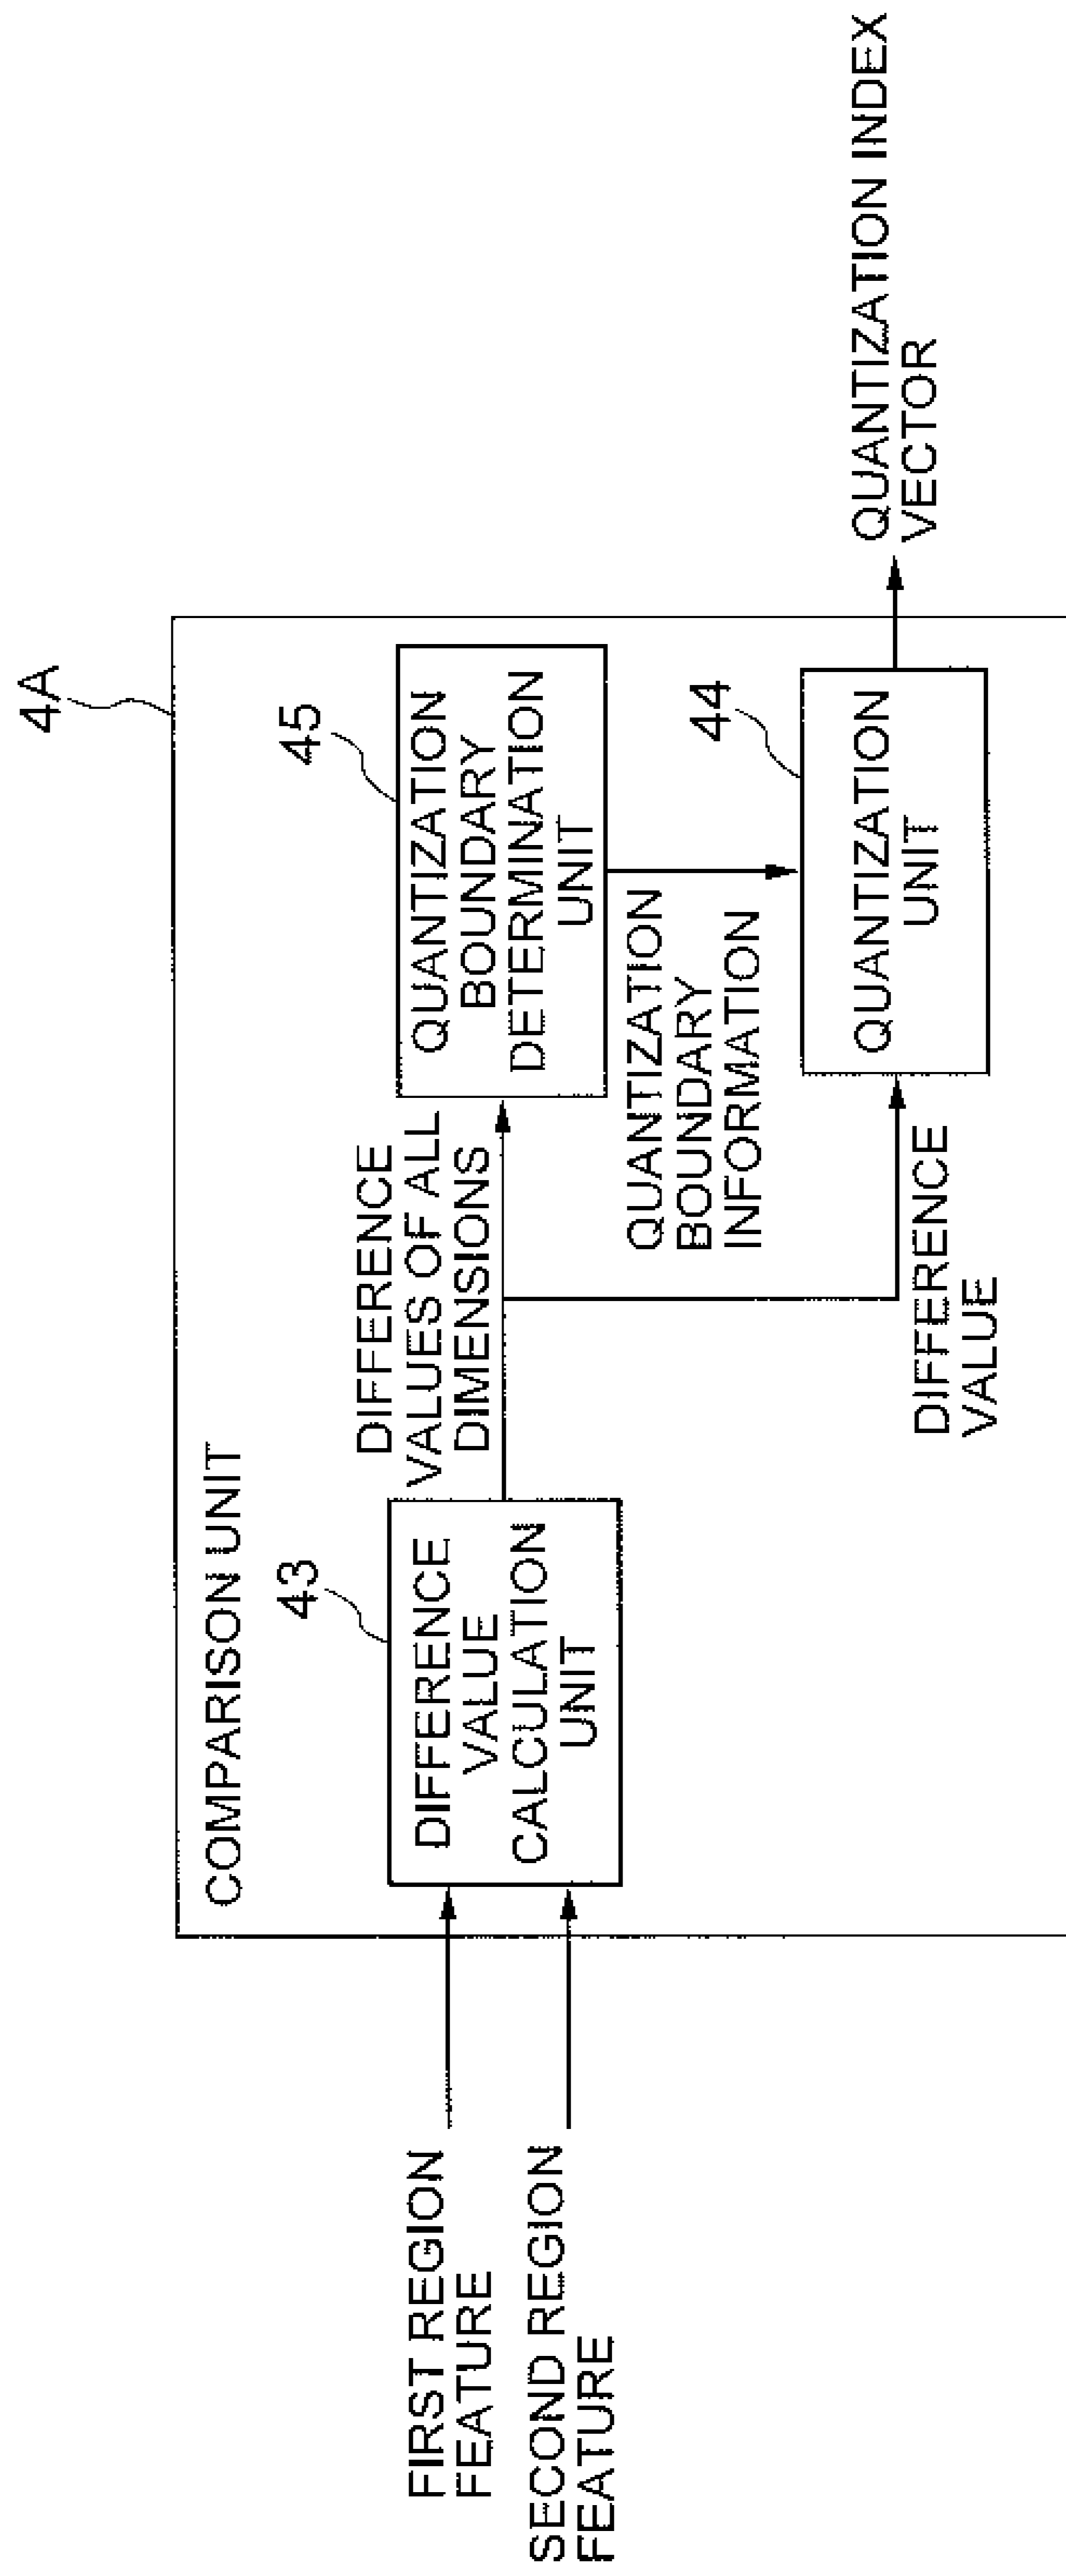 4A
COMPARISON UNIT
FIRST REGION
FEATURE
SECOND REGION
FEATURE
43
DIFFERENCE
VALUE
CALCULATION
UNIT
DIFFERENCE
VALUES OF ALL
DIMENSIONS
45
QUANTIZATION
BOUNDARY
DETERMINATION
UNIT
QUANTIZATION
BOUNDARY
INFORMATION
DIFFERENCE
VALUE
44
QUANTIZATION
UNIT
QUANTIZATION INDEX
VECTOR